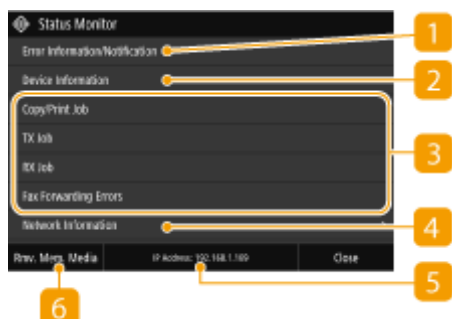 Status Monitor
1
Error Information/Notification
2
Device Information
Copy/Print Job
TX Job
3
RX Job
Fax Forwarding Errors
Network Information
4
Rmv. Mem. Media
IP Address: 192.168.1.169
Close
5
6